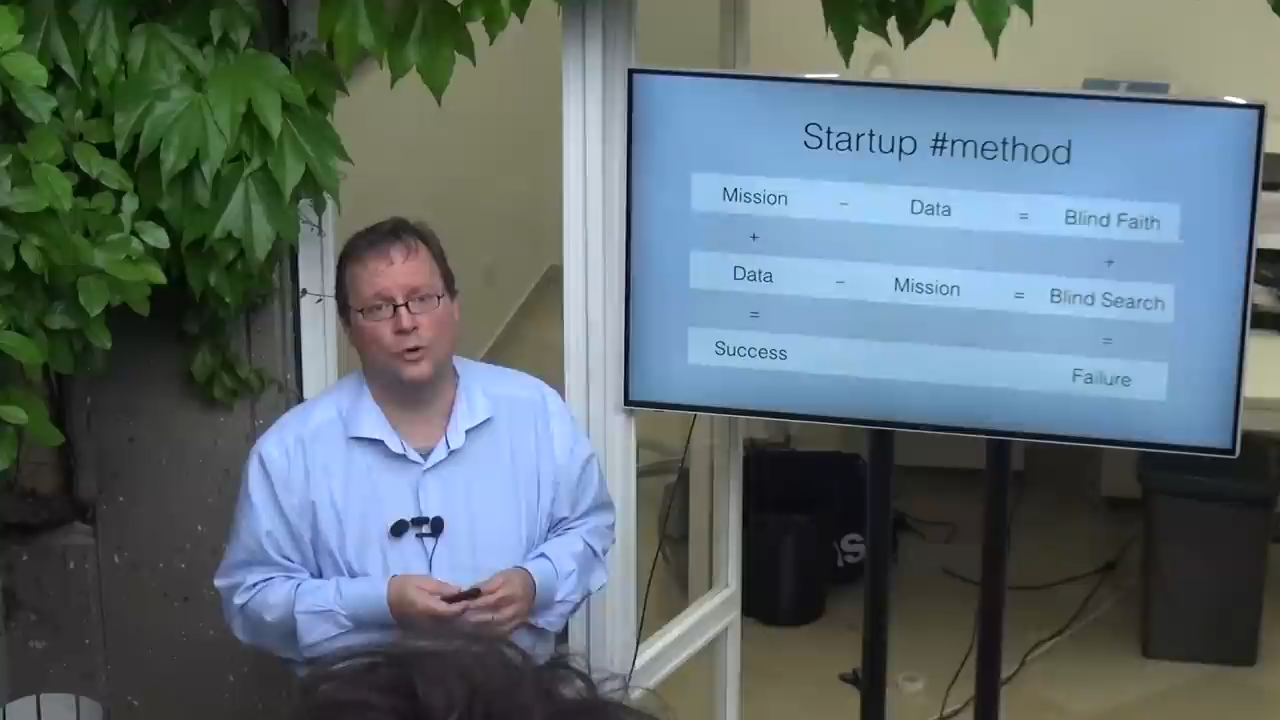 Startup #method
Mission - Data = Blind Faith
+ +
Data - Mission = Blind Search
= =
Success Failure